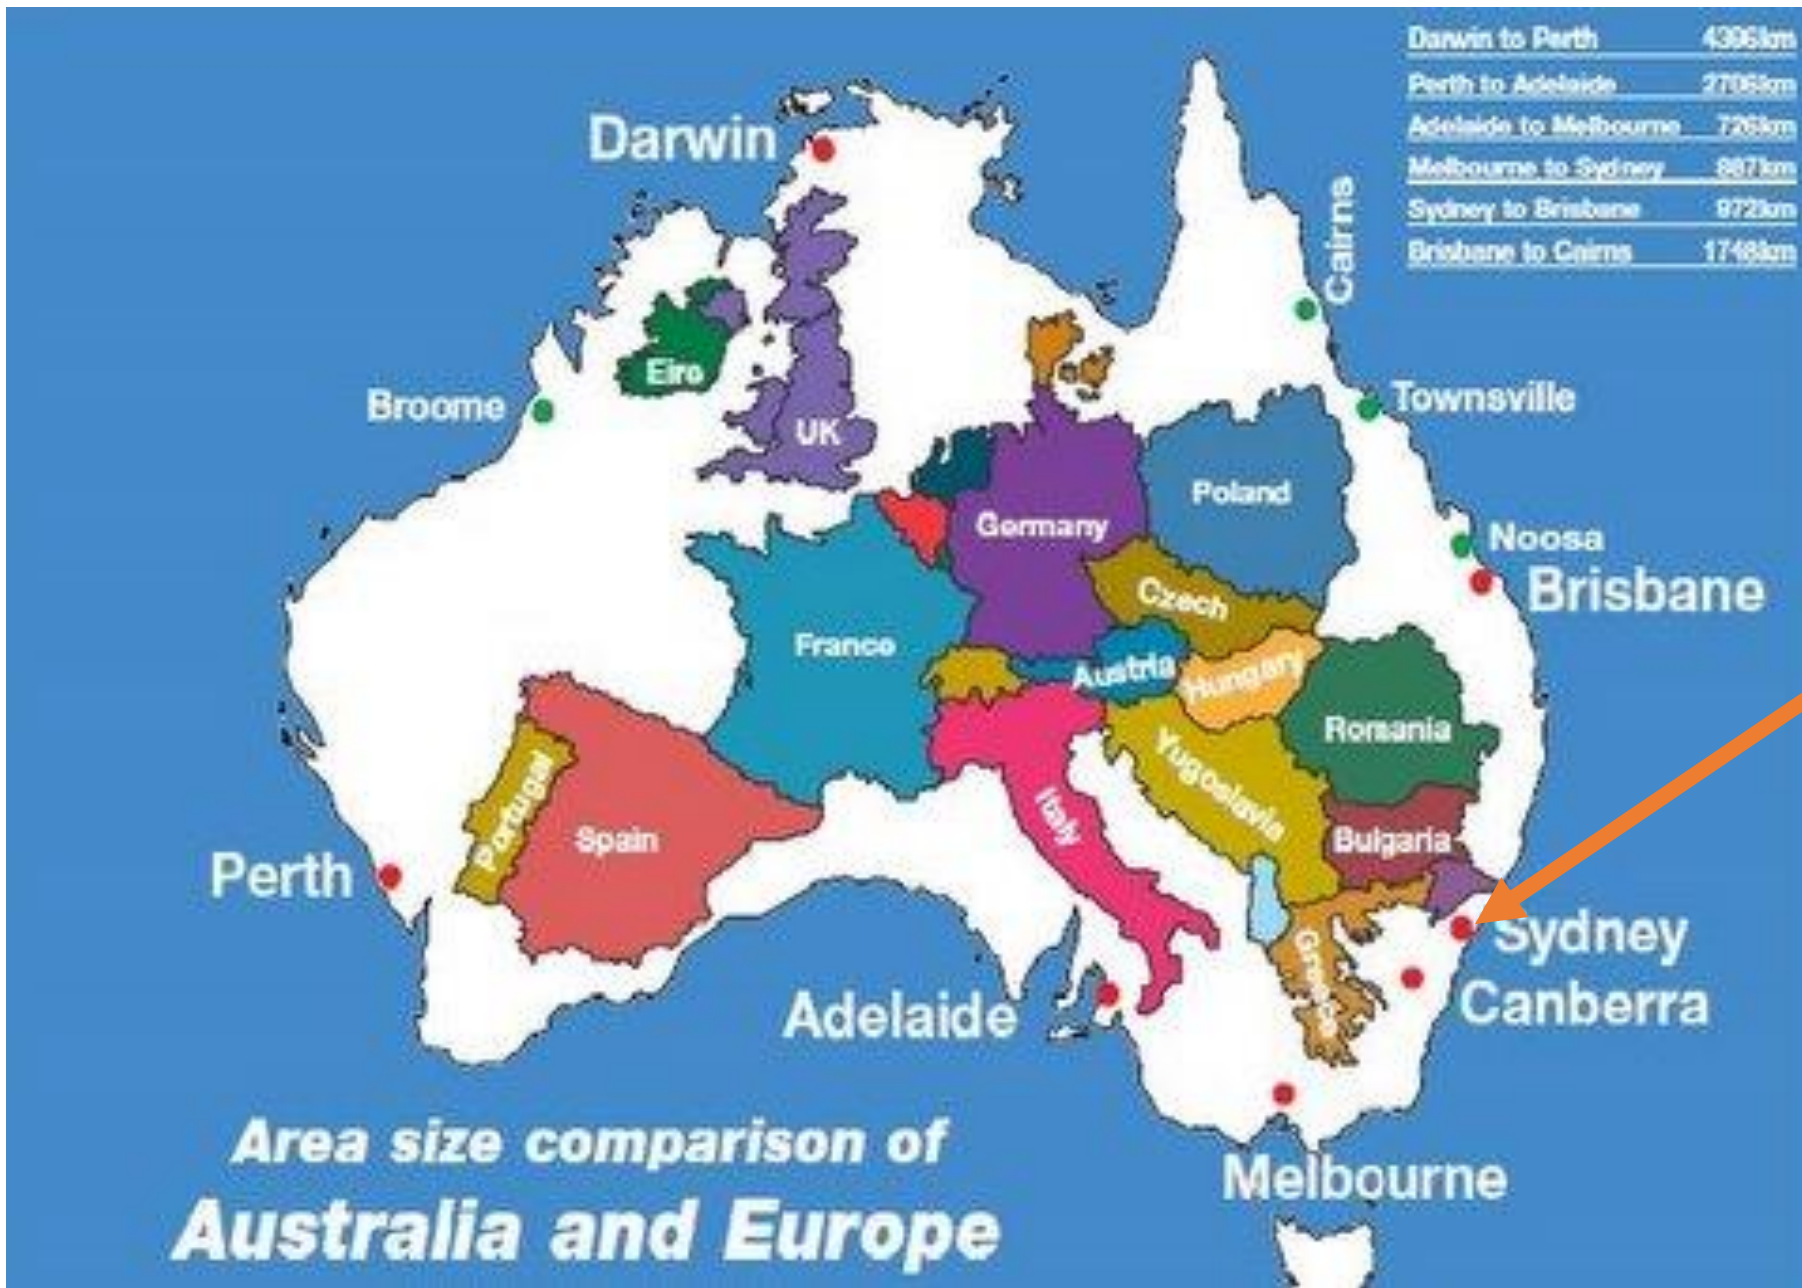 Darwin to Perth 4396km
Perth to Adelaide 2706km
Adelaide to Melbourne 726km
Melbourne to Sydney 887km
Sydney to Brisbane 972km
Brisbane to Cairns 1748km
Darwin
Cairns
Eiro
Broome
UK
Townsville
Poland
Germany
Noosa
Brisbane
Czech
France
Austria
Hungary
Romania
Yugoslavia
Portugal
Spain
Italy
Bulgaria
Perth
Sydney
Greece
Adelaide
Canberra
Area size comparison of
Melbourne
Australia and Europe